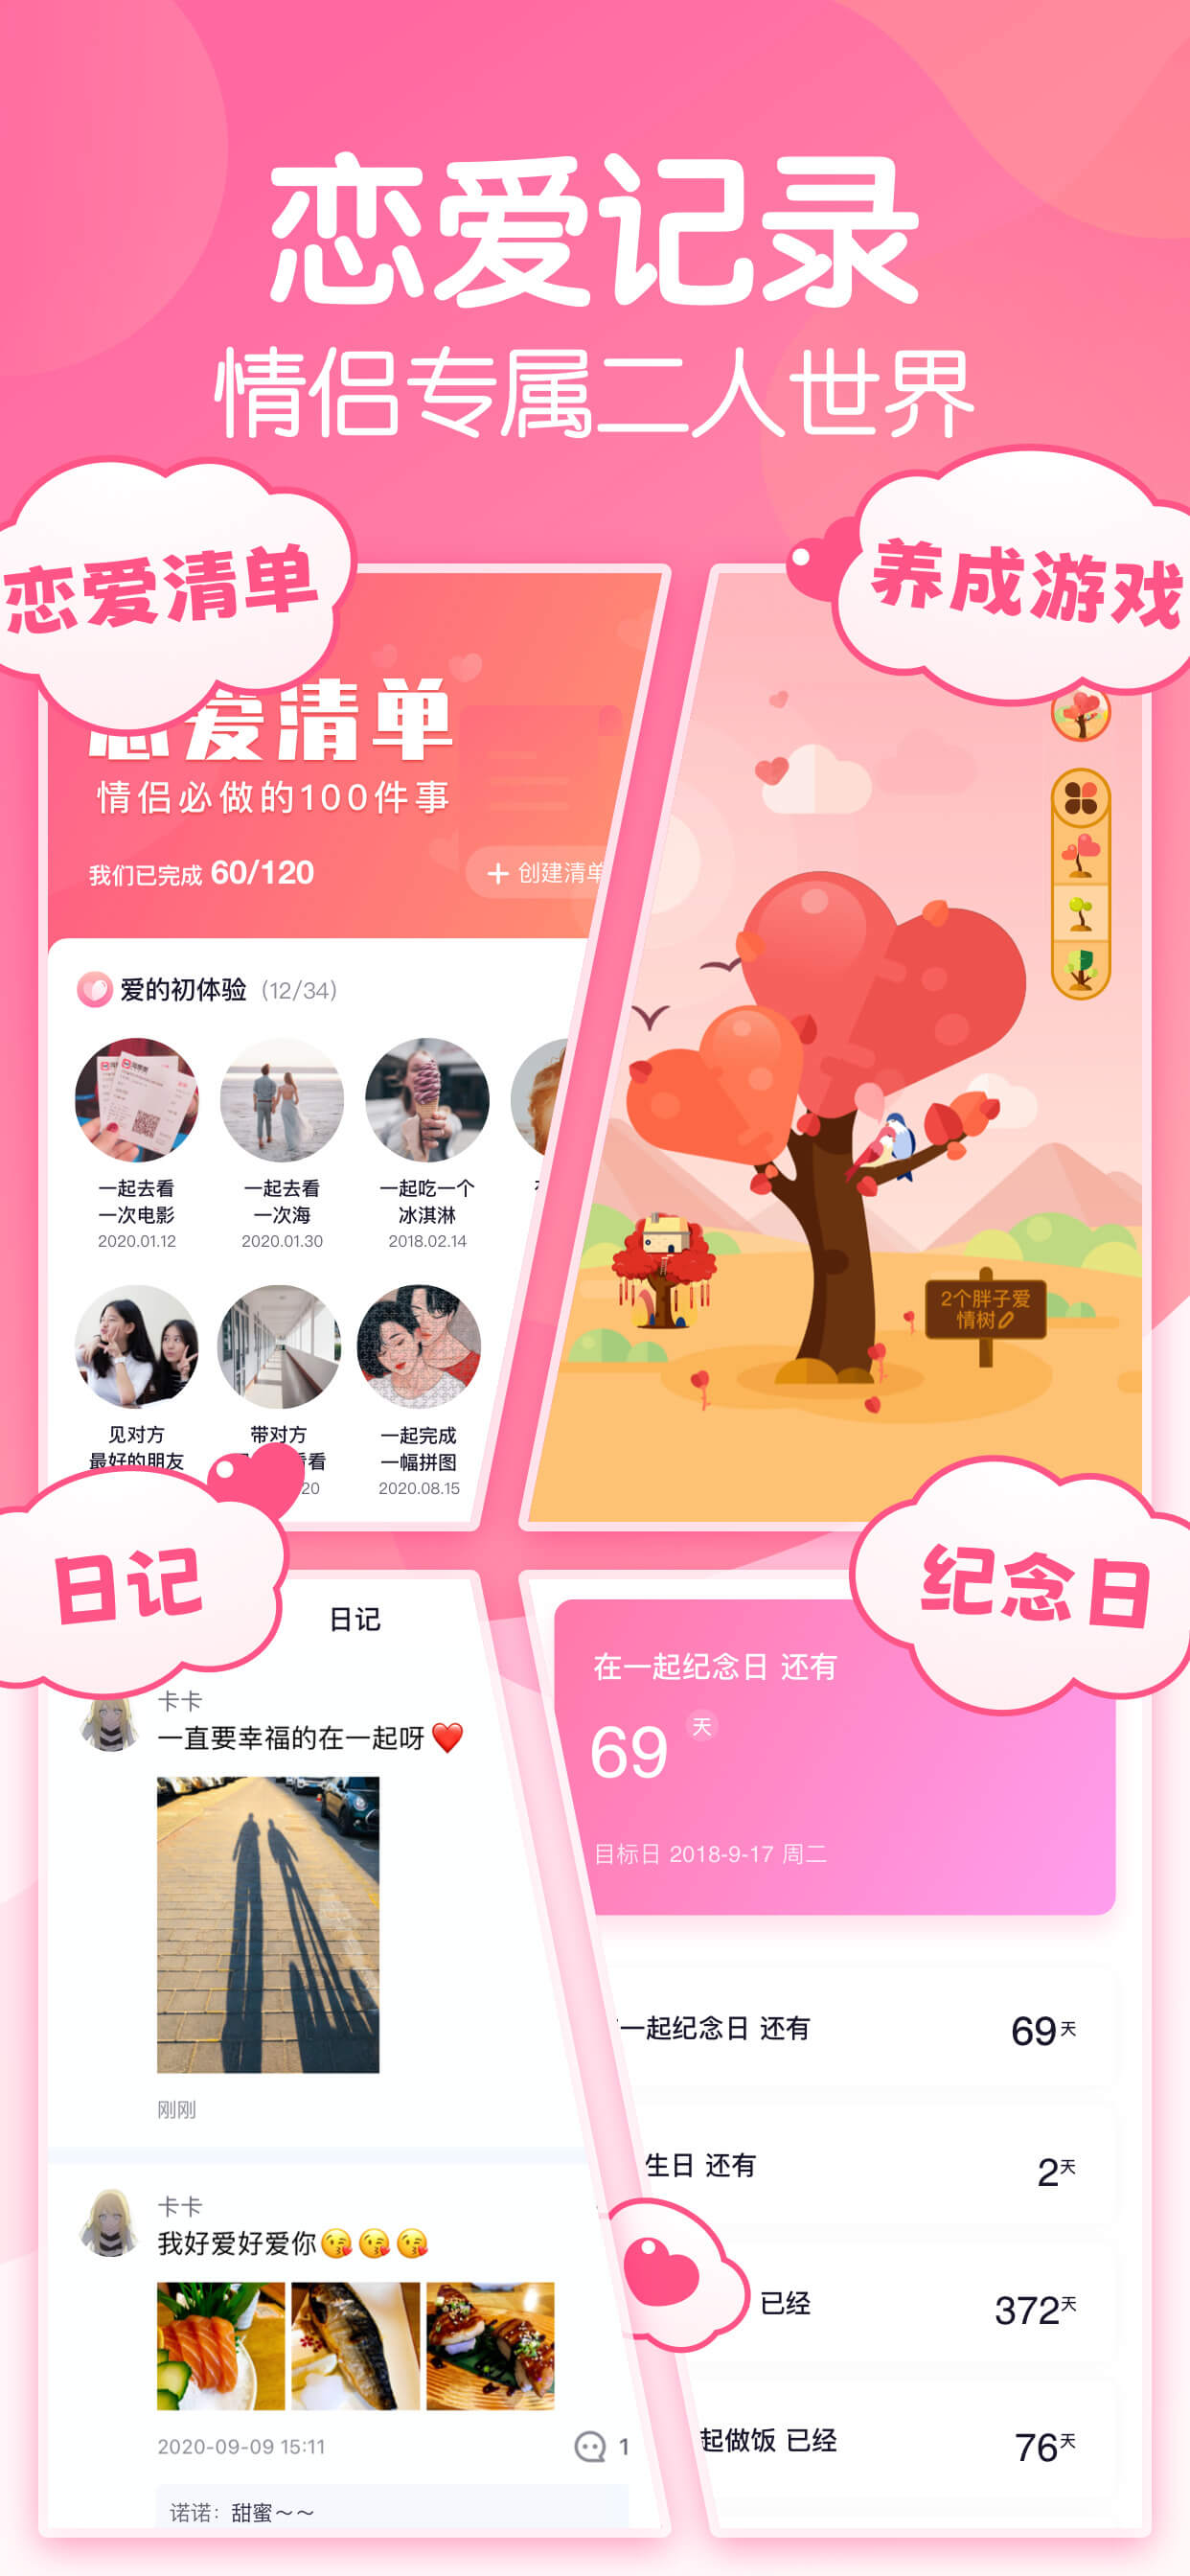 恋爱记录
情侣专属二人世界
恋爱清单
养成游戏
爱清单
情侣必做的100件事
我们已完成 60/120
创建清单
爱的初体验 (12/34)
一起去看
一次电影
2020.01.12
一起去看
一次海
2020.01.30
一起吃一个
冰淇淋
2018.02.14
见对方
最好的朋友
带对方
看看
20
一起完成
一幅拼图
2020.08.15
2个胖子爱
情树
日记
纪念日
日记
卡卡
一直要幸福的在一起呀❤️
刚刚
卡卡
我好爱好爱你😘😘😘
2020-09-09 15:11
1
诺诺：甜蜜～～
在一起纪念日 还有
69 天
目标日 2018-9-17 周二
一起纪念日 还有
69天
生日 还有
2天
已经
372天
起做饭 已经
76天